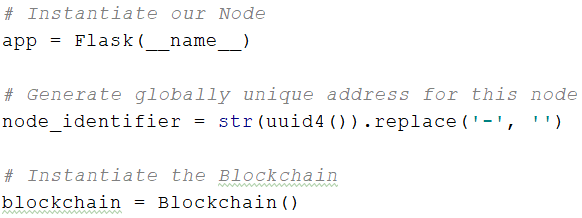 # Instantiate our Node
app = Flask(__name__)
# Generate globally unique address for this node
node_identifier = str(uuid4()).replace('-', '')
# Instantiate the Blockchain
blockchain = Blockchain()